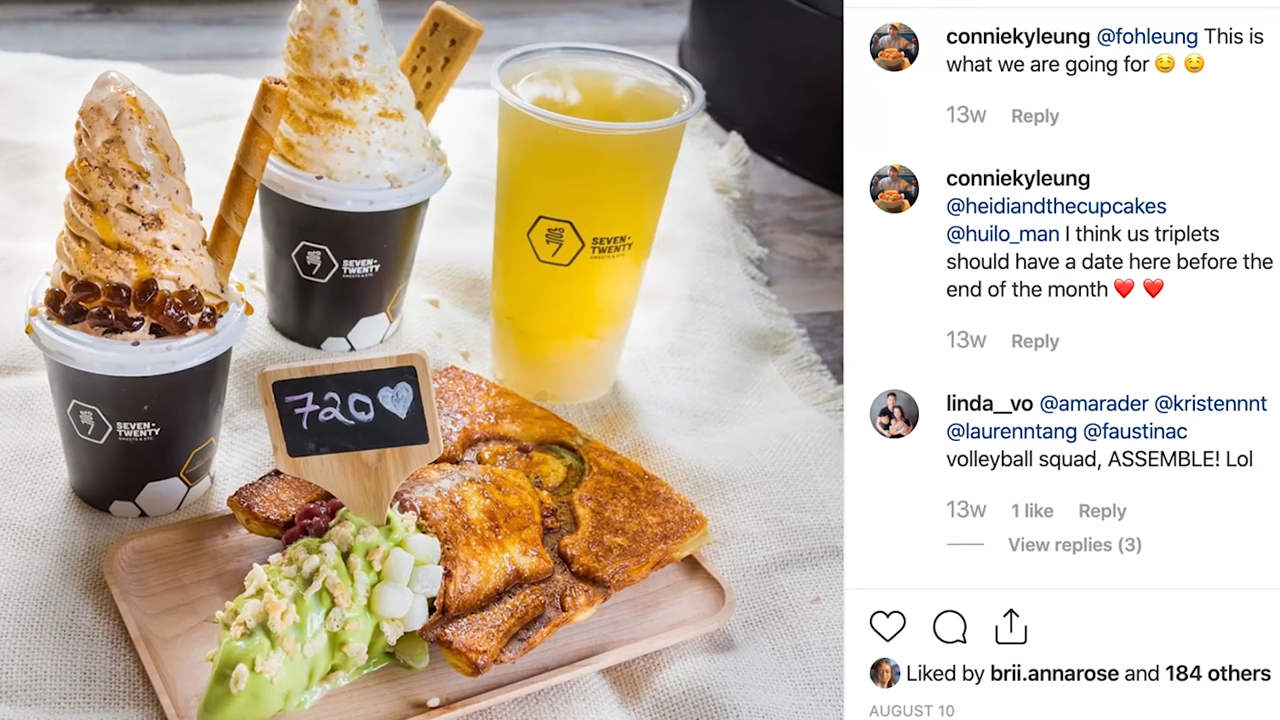 SEVEN+
TWENTY
SWEETS & ETC.
SEVEN+
TWENTY
SWEETS & ETC.
SEVEN+
TWENTY
SWEETS & ETC.
720
conniekyleung @fohleung This is
what we are going for 🤤 🤤
13w Reply
conniekyleung
@heidiandthecupcakes
@huilo_man I think us triplets
should have a date here before the
end of the month ❤️ ❤️
13w Reply
linda__vo @amarader @kristennnt
@laurenntang @faustinac
volleyball squad, ASSEMBLE! Lol
13w 1 like Reply
View replies (3)
Liked by brii.annarose and 184 others
AUGUST 10